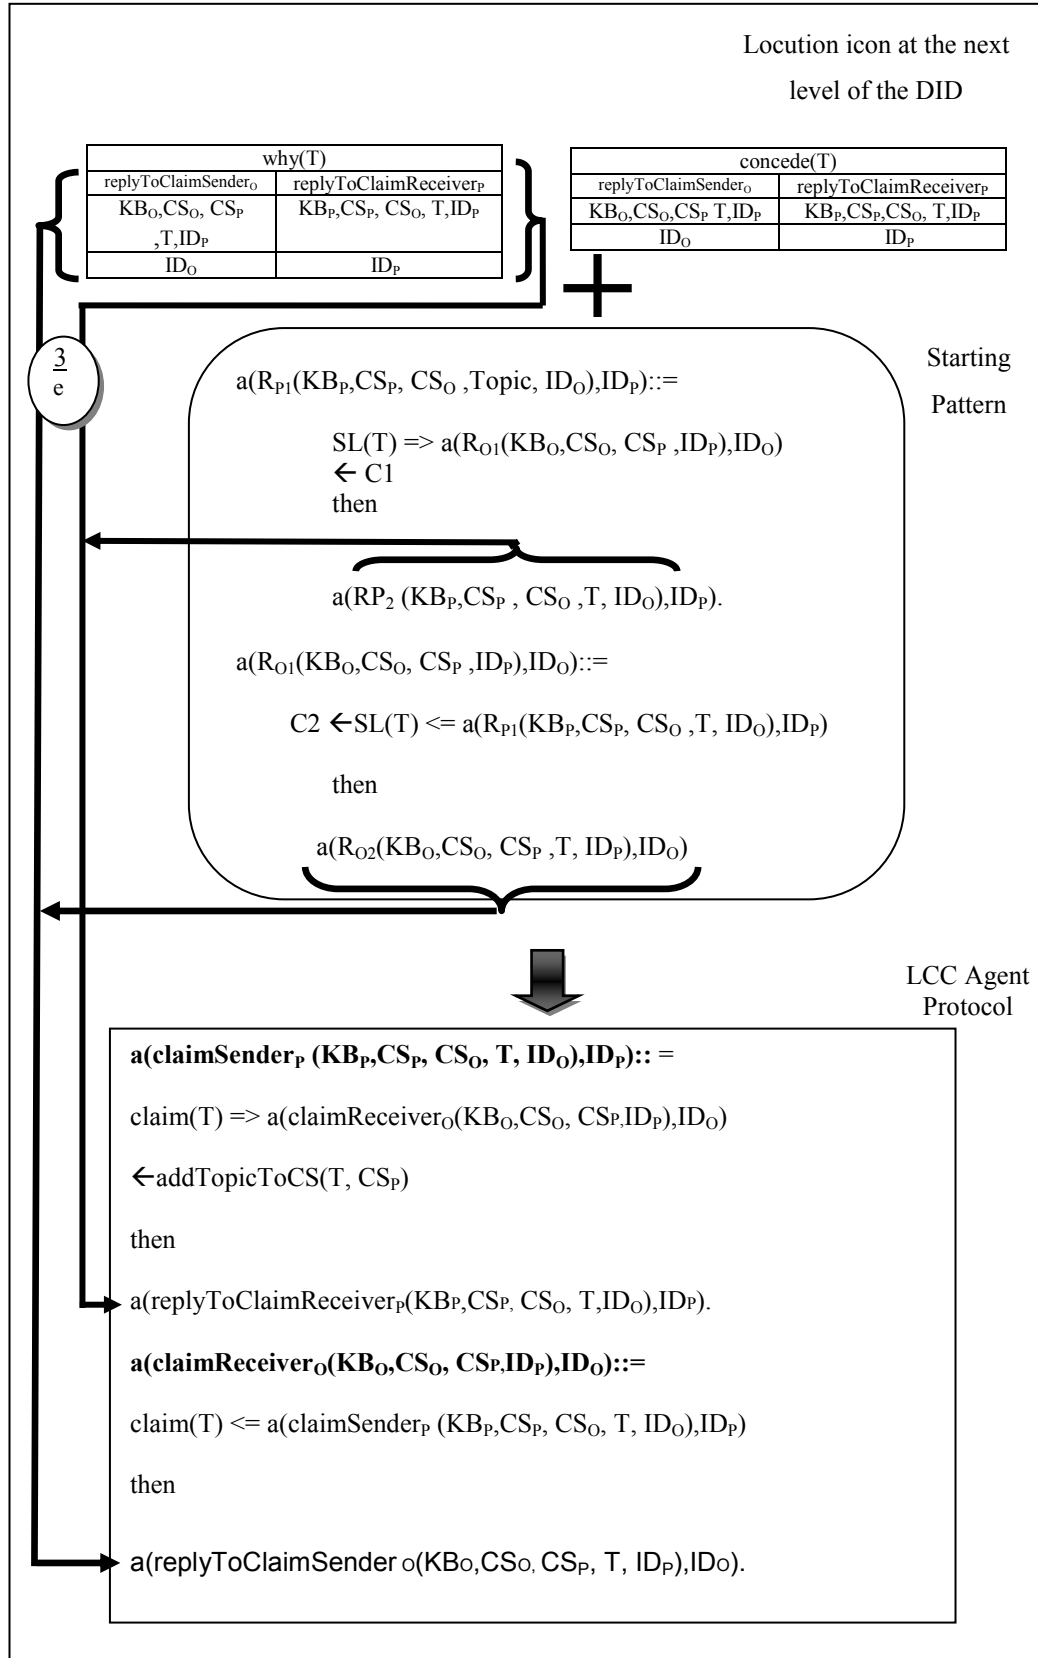 Locution icon at the next
level of the DID
why(T)
replyToClaimSenderO replyToClaimReceiverP
KBO,CSO, CSP KBP,CSP, CSO, T,IDP
,T,IDP
IDO IDP
concede(T)
replyToClaimSenderO replyToClaimReceiverP
KBO,CSO,CSP T,IDP KBP,CSP,CSO, T,IDP
IDO IDP
3
e
Starting
Pattern
a(RP1(KBP,CSP, CSO ,Topic, IDO),IDP)::=
SL(T) => a(RO1(KBO,CSO, CSP ,IDP),IDO)
← C1
then
a(RP2 (KBP,CSP , CSO ,T, IDO),IDP).
a(RO1(KBO,CSO, CSP ,IDP),IDO)::=
C2 ←SL(T) <= a(RP1(KBP,CSP, CSO ,T, IDO),IDP)
then
a(RO2(KBO,CSO, CSP ,T, IDP),IDO)
LCC Agent
Protocol
a(claimSenderP (KBP,CSP, CSO, T, IDO),IDP):: =
claim(T) => a(claimReceiverO(KBO,CSO, CSP,IDP),IDO)
←addTopicToCS(T, CSP)
then
a(replyToClaimReceiverP(KBP,CSP, CSO, T,IDO),IDP).
a(claimReceiverO(KBO,CSO, CSP,IDP),IDO)::=
claim(T) <= a(claimSenderP (KBP,CSP, CSO, T, IDO),IDP)
then
a(replyToClaimSender O(KBO,CSO, CSP, T, IDP),IDO).